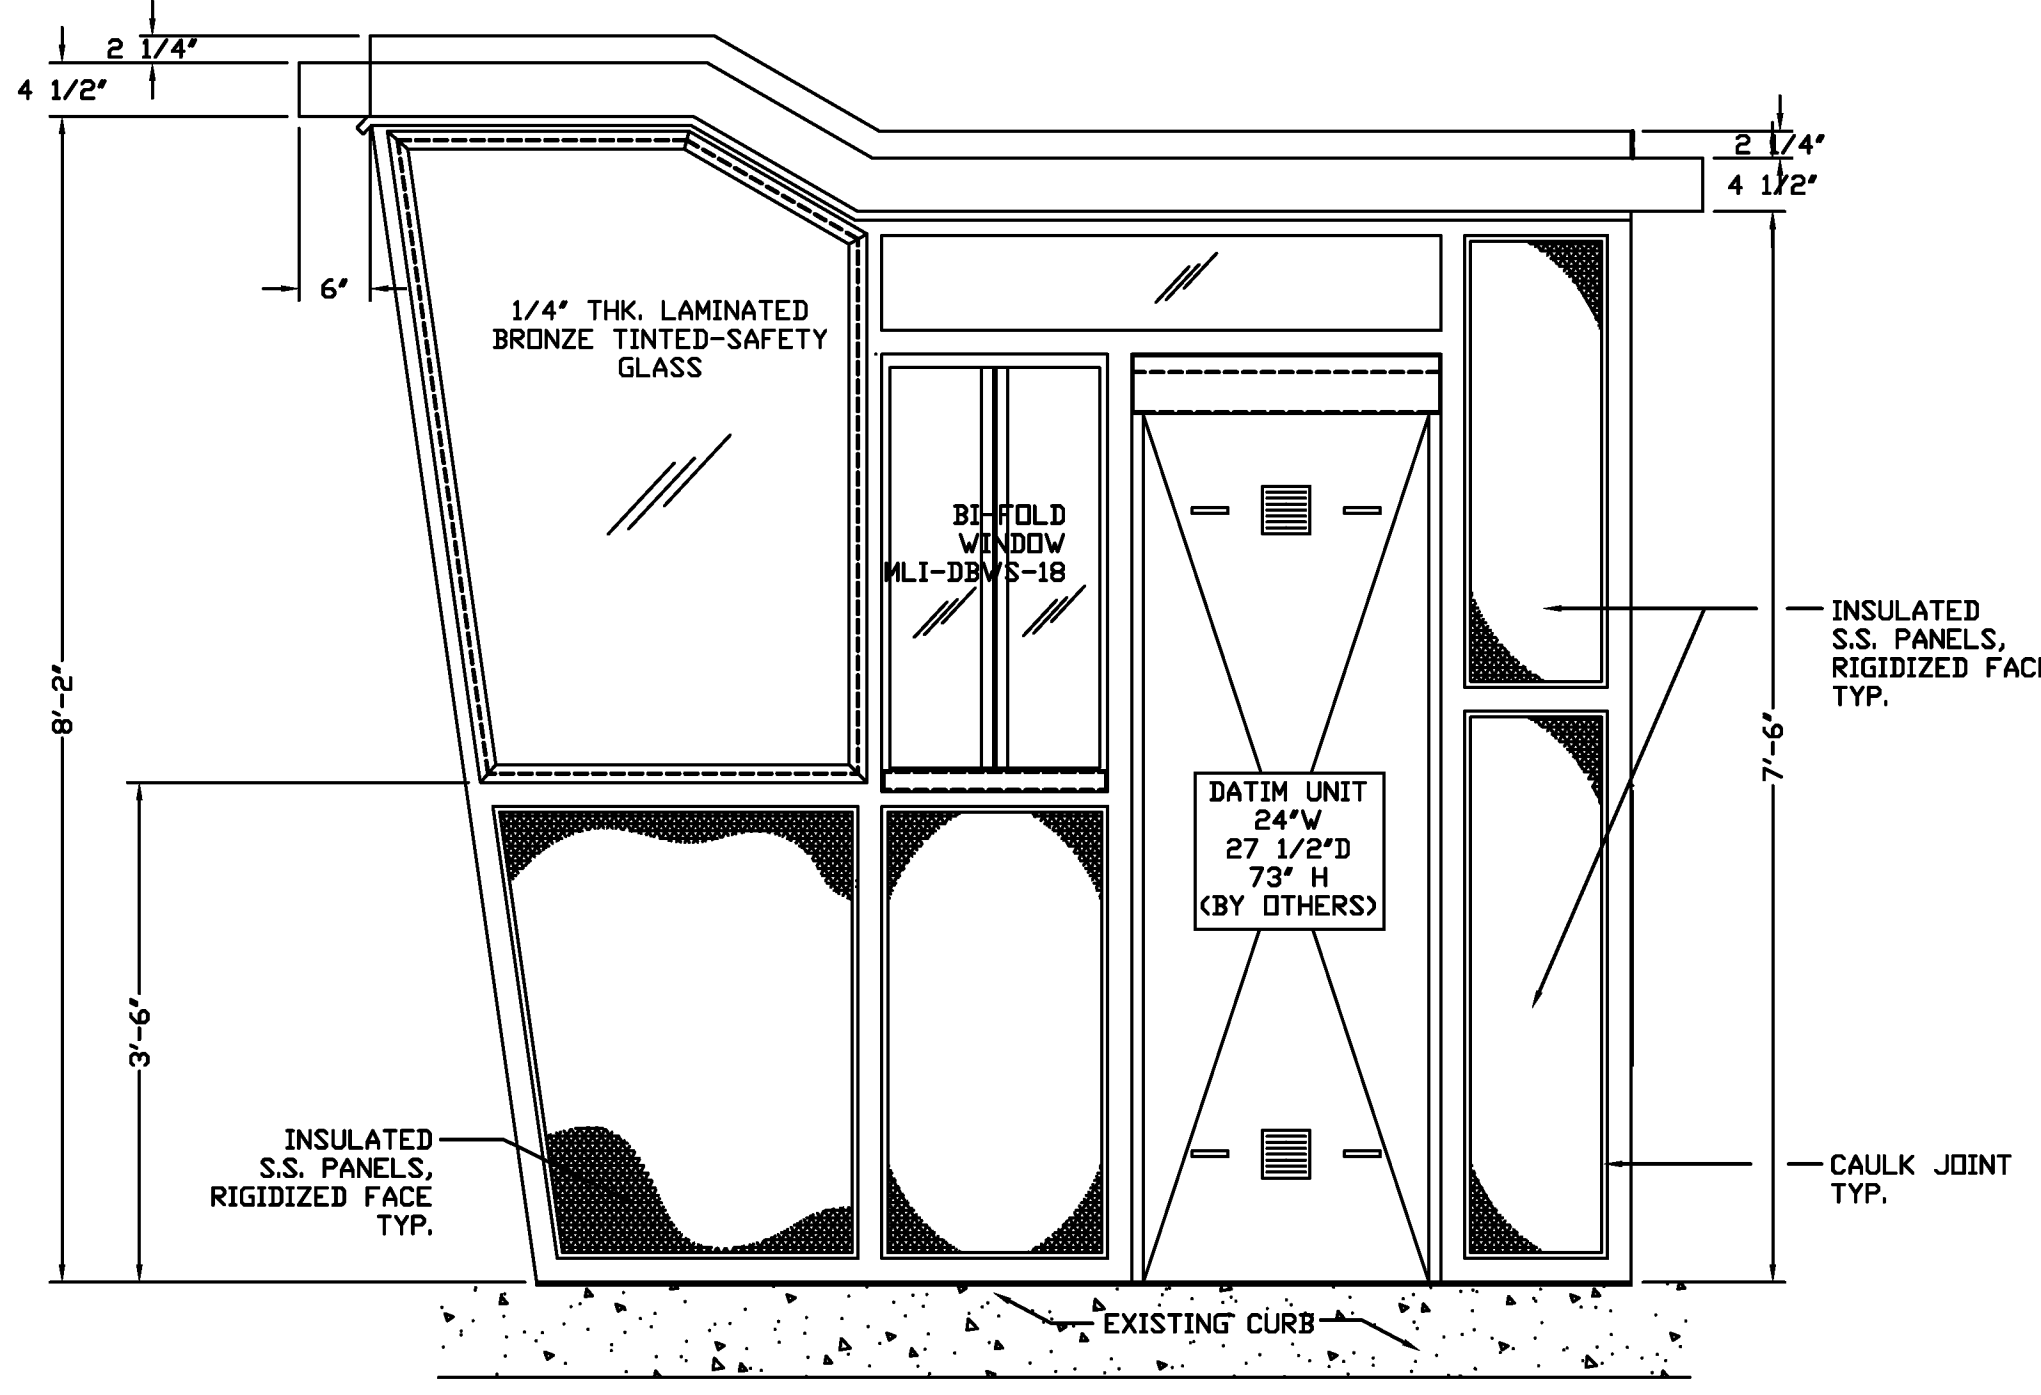 2 1/4"
4 1/2"
2 1/4"
4 1/2"
6"
1/4" THK. LAMINATED
BRONZE TINTED-SAFETY
GLASS
BI-FOLD
WINDOW
MLI-DBWS-18
INSULATED
S.S. PANELS,
RIGIDIZED FACE
TYP.
8'-2"
7'-6"
DATIM UNIT
24"W
27 1/2"D
73" H
(BY OTHERS)
3'-6"
INSULATED
S.S. PANELS,
RIGIDIZED FACE
TYP.
CAULK JOINT
TYP.
EXISTING CURB